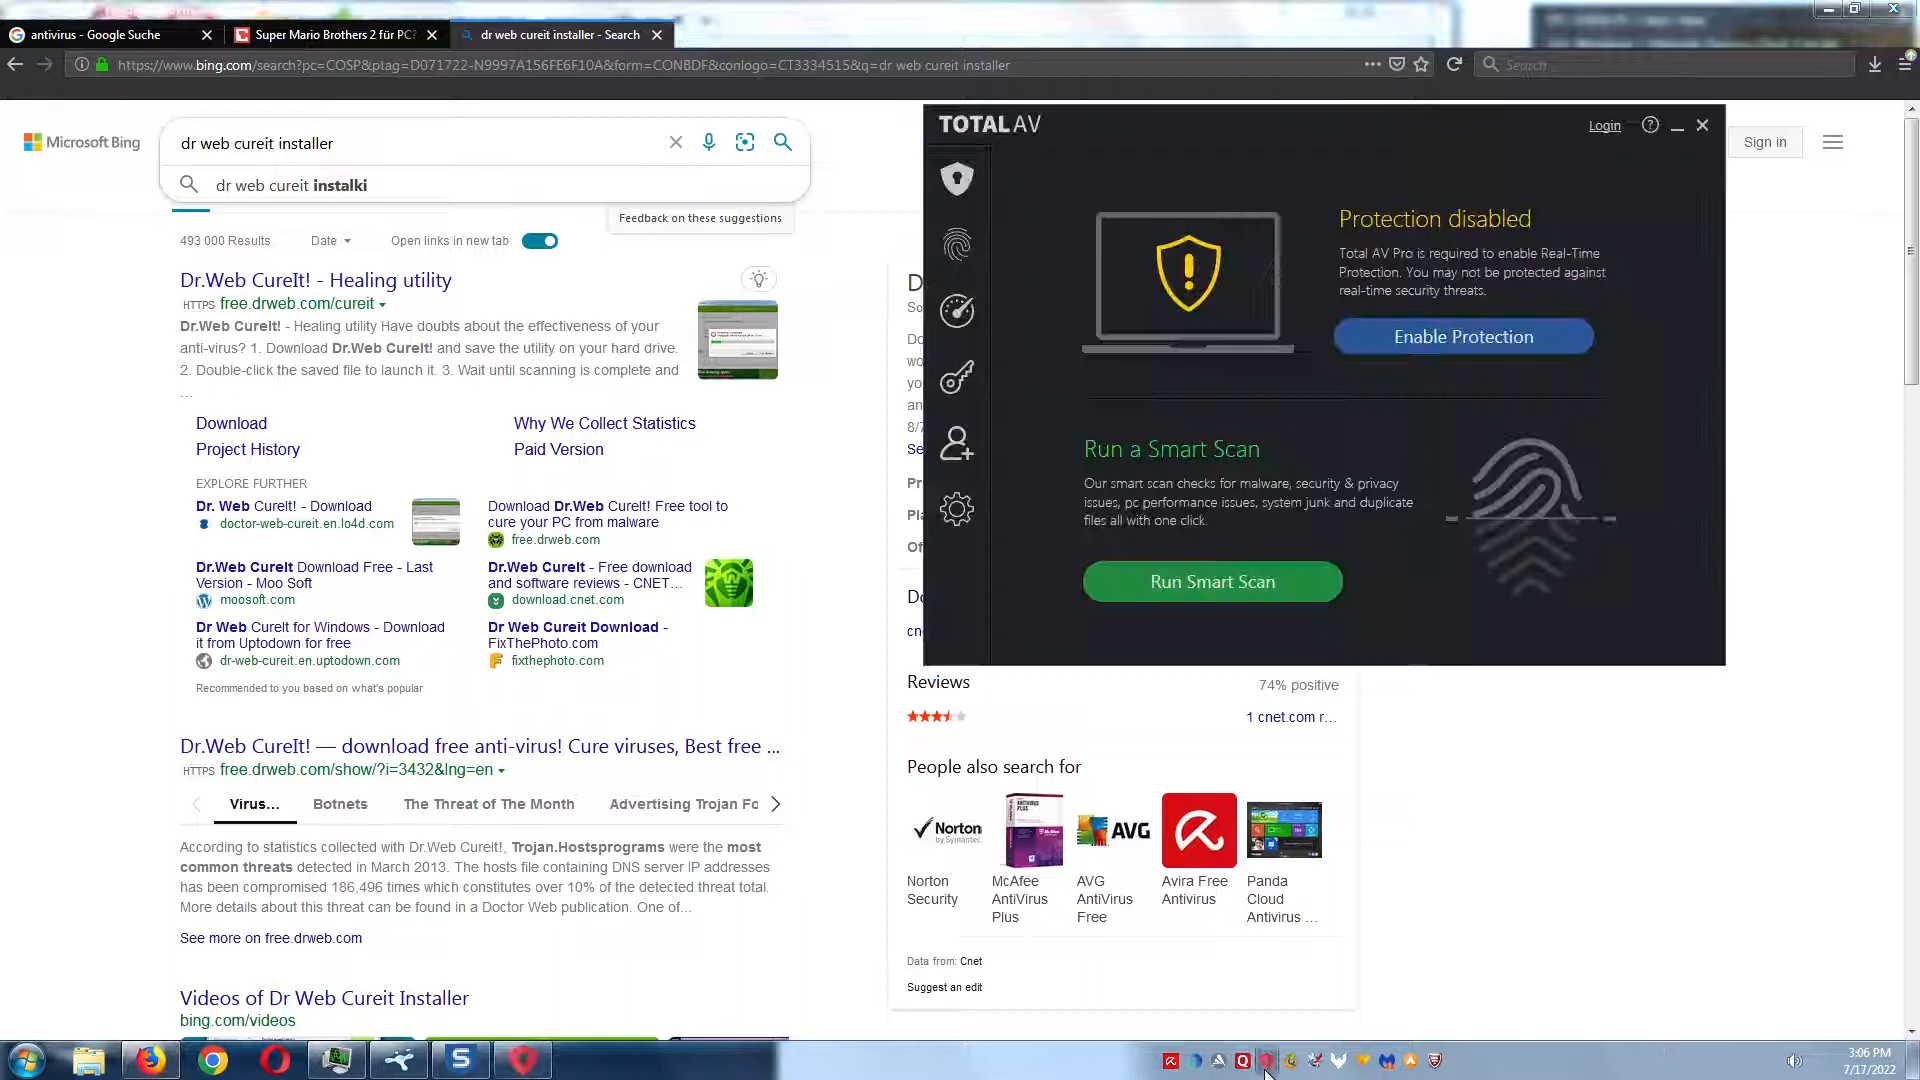 antivirus - Google Suche
Super Mario Brothers 2 für PC?
dr web cureit installer - Search
https://www.bing.com/search?pc=COSP&ptag=D071722-N9997A156FE6F10A&form=CONBDF&conlogo=CT3334515&q=dr web cureit installer
Search
Microsoft Bing
dr web cureit installer
Sign in
dr web cureit instalki
Feedback on these suggestions
493 000 Results
Date
Open links in new tab
Dr.Web CureIt! - Healing utility
HTTPS free.drweb.com/cureit
Dr.Web CureIt! - Healing utility Have doubts about the effectiveness of your
anti-virus? 1. Download Dr.Web CureIt! and save the utility on your hard drive.
2. Double-click the saved file to launch it. 3. Wait until scanning is complete and
...
Download
Why We Collect Statistics
Project History
Paid Version
EXPLORE FURTHER
Dr. Web CureIt! - Download
doctor-web-cureit.en.lo4d.com
Download Dr.Web CureIt! Free tool to
cure your PC from malware
free.drweb.com
Dr.Web CureIt Download Free - Last
Version - Moo Soft
moosoft.com
Dr.Web CureIt - Free download
and software reviews - CNET...
download.cnet.com
Dr Web CureIt for Windows - Download
it from Uptodown for free
dr-web-cureit.en.uptodown.com
Dr Web Cureit Download -
FixThePhoto.com
fixthephoto.com
Recommended to you based on what's popular
Dr.Web CureIt! — download free anti-virus! Cure viruses, Best free ...
HTTPS free.drweb.com/show/?i=3432&lng=en
Virus...
Botnets
The Threat of The Month
Advertising Trojan Fo
According to statistics collected with Dr.Web CureIt!, Trojan.Hostsprograms were the most
common threats detected in March 2013. The hosts file containing DNS server IP addresses
has been compromised 186,496 times which constitutes over 10% of the detected threat total.
More details about this threat can be found in a Doctor Web publication. One of...
See more on free.drweb.com
Videos of Dr Web Cureit Installer
bing.com/videos
TOTAL AV
Login
Protection disabled
Total AV Pro is required to enable Real-Time
Protection. You may not be protected against
real-time security threats.
Enable Protection
Run a Smart Scan
Our smart scan checks for malware, security & privacy
issues, pc performance issues, system junk and duplicate
files all with one click.
Run Smart Scan
Reviews
74% positive
1 cnet.com r...
People also search for
Norton
by Symantec
AVG
Norton
Security
McAfee
AntiVirus
Plus
AVG
AntiVirus
Free
Avira Free
Antivirus
Panda
Cloud
Antivirus ...
Data from: Cnet
Suggest an edit
3:06 PM
7/17/2022